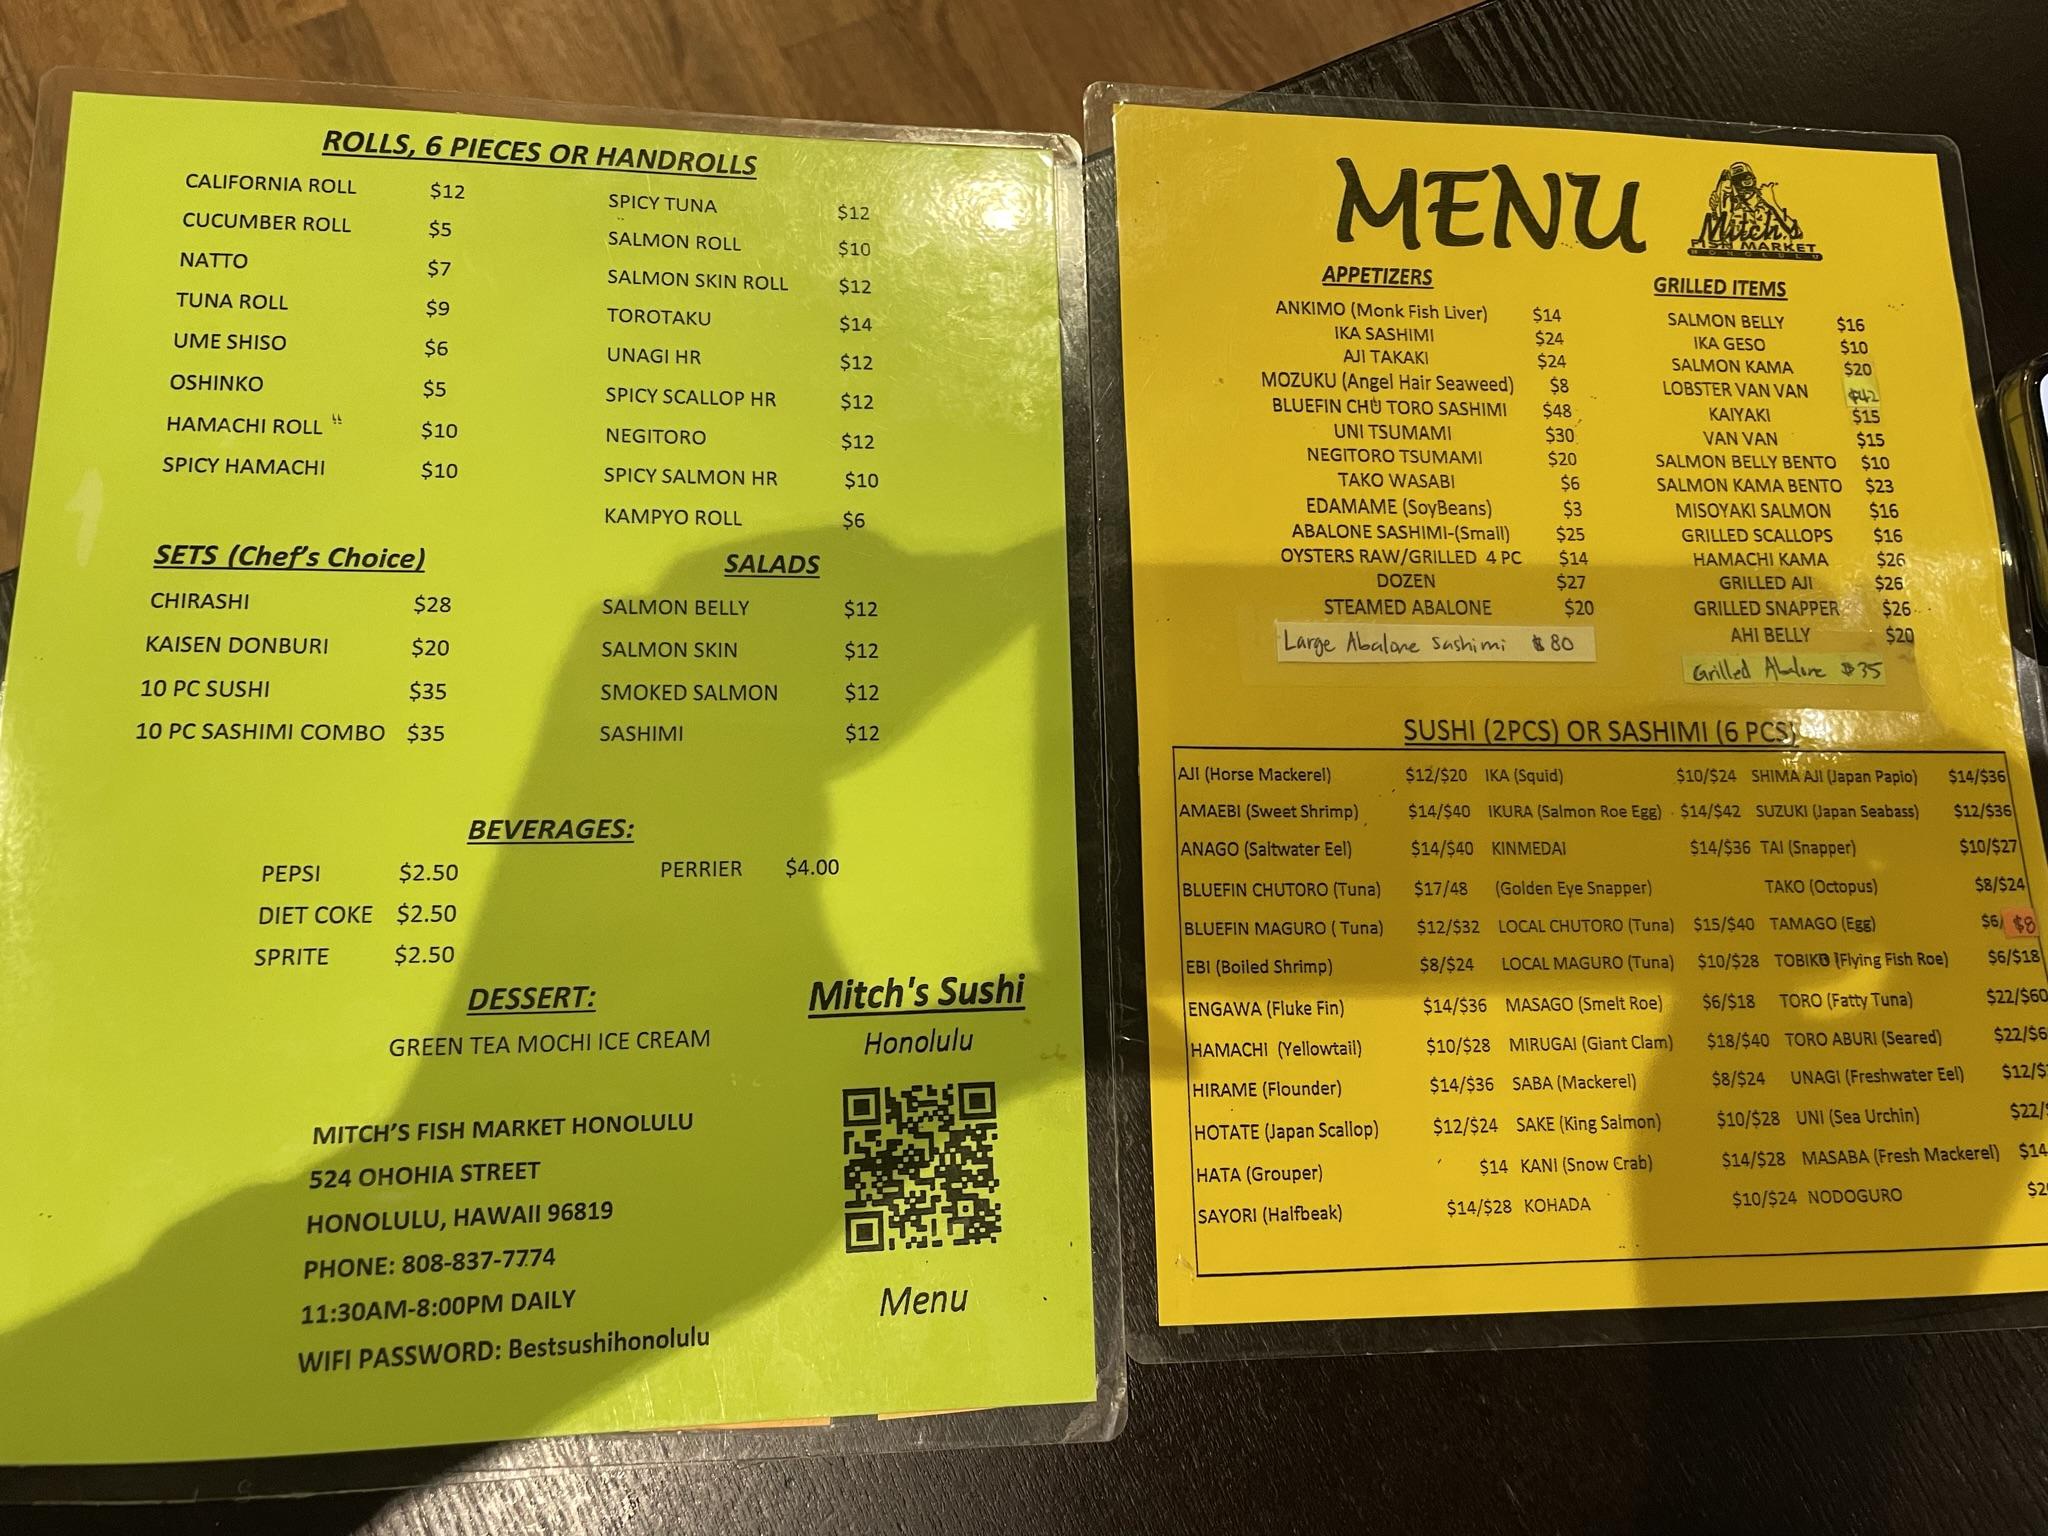 ROLLS, 6 PIECES OR HANDROLLS
CALIFORNIA ROLL $12
CUCUMBER ROLL $5
NATTO $7
TUNA ROLL $9
UME SHISO $6
OSHINKO $5
HAMACHI ROLL $10
SPICY HAMACHI $10
SPICY TUNA $12
SALMON ROLL $10
SALMON SKIN ROLL $12
TOROTAKU $14
UNAGI HR $12
SPICY SCALLOP HR $12
NEGITORO $12
SPICY SALMON HR $10
KAMPYO ROLL $6
SETS (Chef's Choice)
CHIRASHI $28
KAISEN DONBURI $20
10 PC SUSHI $35
10 PC SASHIMI COMBO $35
SALADS
SALMON BELLY $12
SALMON SKIN $12
SMOKED SALMON $12
SASHIMI $12
BEVERAGES:
PEPSI $2.50
DIET COKE $2.50
SPRITE $2.50
PERRIER $4.00
DESSERT:
GREEN TEA MOCHI ICE CREAM
Mitch's Sushi
Honolulu
Menu
MITCH'S FISH MARKET HONOLULU
524 OHOHIA STREET
HONOLULU, HAWAII 96819
PHONE: 808-837-7774
11:30AM-8:00PM DAILY
WIFI PASSWORD: Bestsushihonolulu
MENU
Mitch's
FISH MARKET
HONOLULU
APPETIZERS
ANKIMO (Monk Fish Liver) $14
IKA SASHIMI $24
AJI TAKAKI $24
MOZUKU (Angel Hair Seaweed) $8
BLUEFIN CHU TORO SASHIMI $48
UNI TSUMAMI $30
NEGITORO TSUMAMI $20
TAKO WASABI $6
EDAMAME (SoyBeans) $3
ABALONE SASHIMI-(Small) $25
OYSTERS RAW/GRILLED 4 PC $14
DOZEN $27
STEAMED ABALONE $20
Large Abalone Sashimi $80
GRILLED ITEMS
SALMON BELLY $16
IKA GESO $10
SALMON KAMA $20
LOBSTER VAN VAN $42
KAIYAKI $15
VAN VAN $15
SALMON BELLY BENTO $10
SALMON KAMA BENTO $23
MISOYAKI SALMON $16
GRILLED SCALLOPS $16
HAMACHI KAMA $26
GRILLED AJI $26
GRILLED SNAPPER $26
AHI BELLY $20
Grilled Abalone $35
SUSHI (2PCS) OR SASHIMI (6 PCS)
AJI (Horse Mackerel) $12/$20 IKA (Squid) $10/$24 SHIMA AJI (Japan Papio) $14/$36
AMAEBI (Sweet Shrimp) $14/$40 IKURA (Salmon Roe Egg) $14/$42 SUZUKI (Japan Seabass) $12/$36
ANAGO (Saltwater Eel) $14/$40 KINMEDAI $14/$36 TAI (Snapper) $10/$27
BLUEFIN CHUTORO (Tuna) $17/48 (Golden Eye Snapper) TAKO (Octopus) $8/$24
BLUEFIN MAGURO ( Tuna) $12/$32 LOCAL CHUTORO (Tuna) $15/$40 TAMAGO (Egg) $6/ $8
EBI (Boiled Shrimp) $8/$24 LOCAL MAGURO (Tuna) $10/$28 TOBIKO (Flying Fish Roe) $6/$18
ENGAWA (Fluke Fin) $14/$36 MASAGO (Smelt Roe) $6/$18 TORO (Fatty Tuna) $22/$60
HAMACHI (Yellowtail) $10/$28 MIRUGAI (Giant Clam) $18/$40 TORO ABURI (Seared) $22/$6
HIRAME (Flounder) $14/$36 SABA (Mackerel) $8/$24 UNAGI (Freshwater Eel) $12/$
HOTATE (Japan Scallop) $12/$24 SAKE (King Salmon) $10/$28 UNI (Sea Urchin) $22/
HATA (Grouper) $14 KANI (Snow Crab) $14/$28 MASABA (Fresh Mackerel) $14
SAYORI (Halfbeak) $14/$28 KOHADA $10/$24 NODOGURO